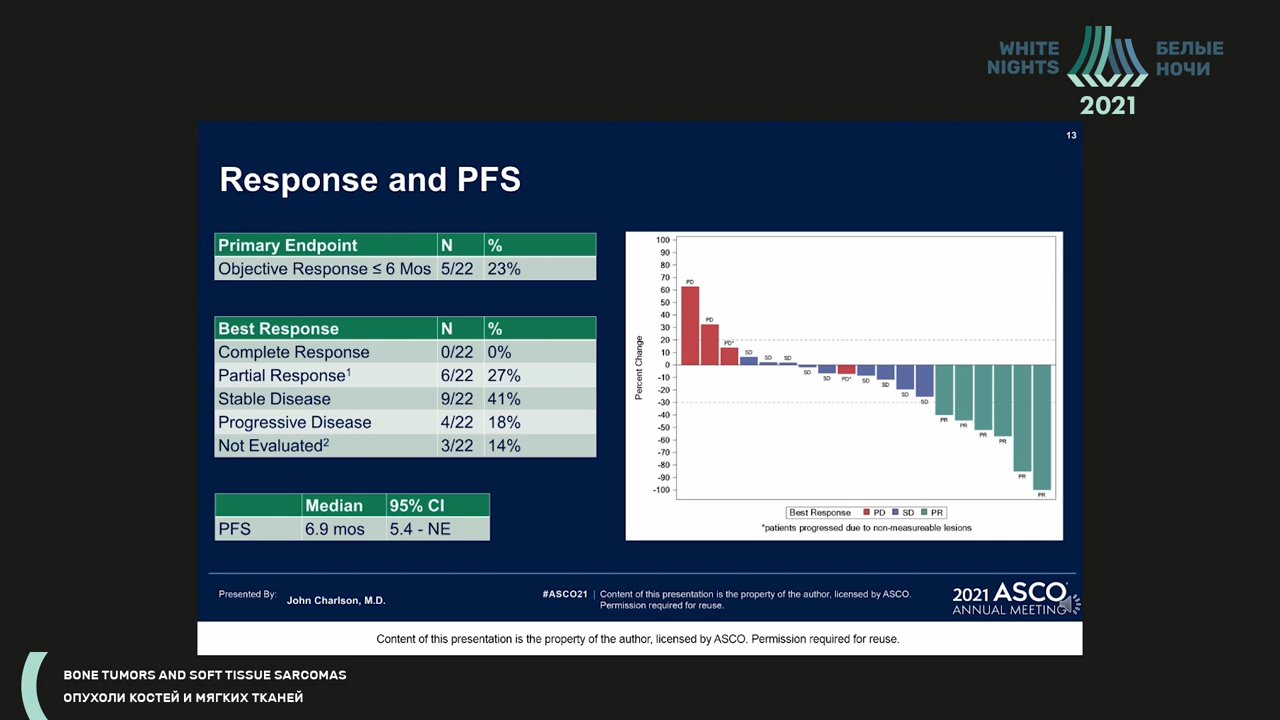 WHITE NIGHTS
БЕЛЫЕ НОЧИ
2021
13
Response and PFS
Primary Endpoint N %
Objective Response ≤ 6 Mos 5/22 23%
Best Response N %
Complete Response 0/22 0%
Partial Response¹ 6/22 27%
Stable Disease 9/22 41%
Progressive Disease 4/22 18%
Not Evaluated² 3/22 14%
Median 95% CI
PFS 6.9 mos 5.4 - NE
Percent Change
100
90
80
70
60
50
40
30
20
10
0
-10
-20
-30
-40
-50
-60
-70
-80
-90
-100
PD PD PD* SD SD SD SD SD PD* SD SD SD SD PR PR PR PR PR PR
Best Response PD SD PR
*patients progressed due to non-measureable lesions
Presented By: John Charlson, M.D.
#ASCO21 | Content of this presentation is the property of the author, licensed by ASCO.
Permission required for reuse.
2021 ASCO®
ANNUAL MEETING
Content of this presentation is the property of the author, licensed by ASCO. Permission required for reuse.
BONE TUMORS AND SOFT TISSUE SARCOMAS
ОПУХОЛИ КОСТЕЙ И МЯГКИХ ТКАНЕЙ